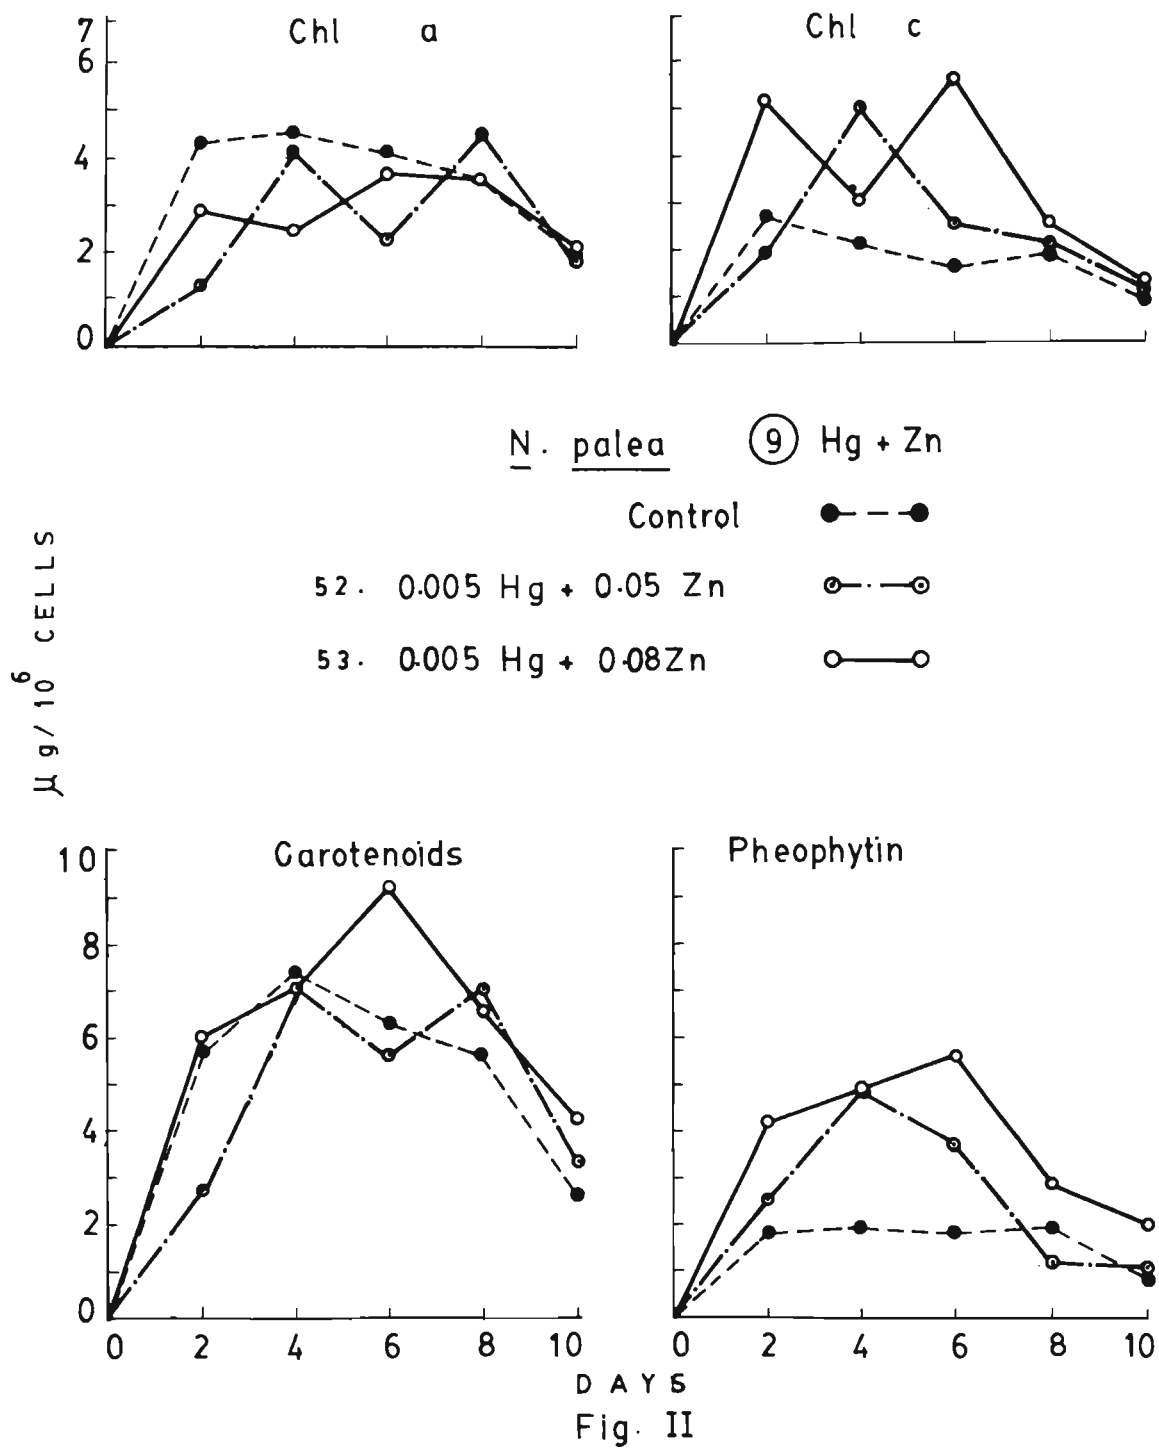 Chl a
7
6
4
2
0
Chl c
N. palea 9 Hg + Zn
Control
52. 0.005 Hg + 0.05 Zn
53. 0.005 Hg + 0.08Zn
μg/10⁶ CELLS
Carotenoids
10
8
6
4
2
0
0 2 4 6 8 10
Pheophytin
0 2 4 6 8 10
DAYS
Fig. II